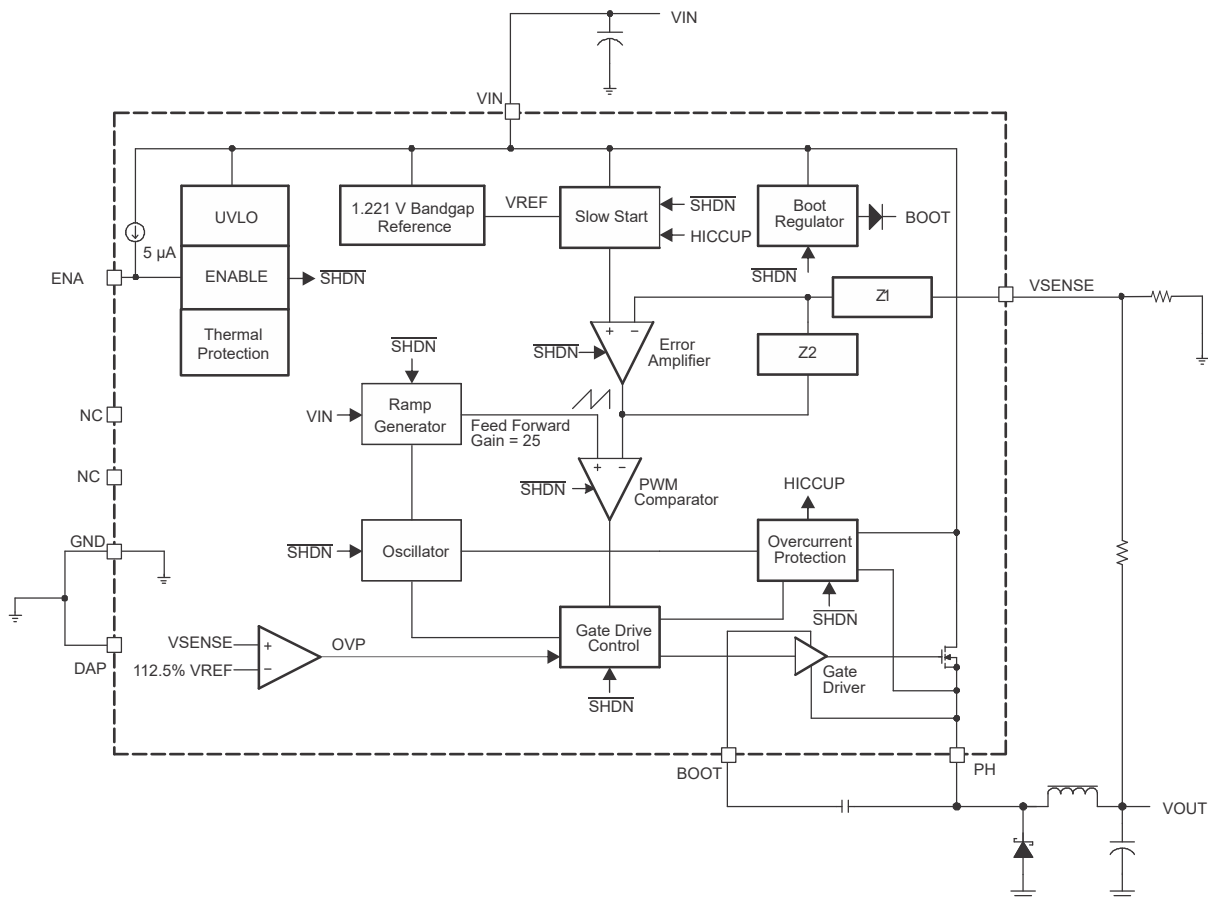 VIN
VIN
UVLO
5 µA
ENA
ENABLE
SHDN
Thermal
Protection
1.221 V Bandgap
Reference
VREF
Slow Start
SHDN
HICCUP
Boot
Regulator
BOOT
SHDN
Z1
VSENSE
+
−
SHDN
Error
Amplifier
Z2
SHDN
VIN
Ramp
Generator
Feed Forward
Gain = 25
NC
NC
+
−
SHDN
PWM
Comparator
HICCUP
GND
SHDN
Oscillator
Overcurrent
Protection
SHDN
DAP
VSENSE
112.5% VREF
+
−
OVP
Gate Drive
Control
SHDN
Gate
Driver
BOOT
PH
VOUT